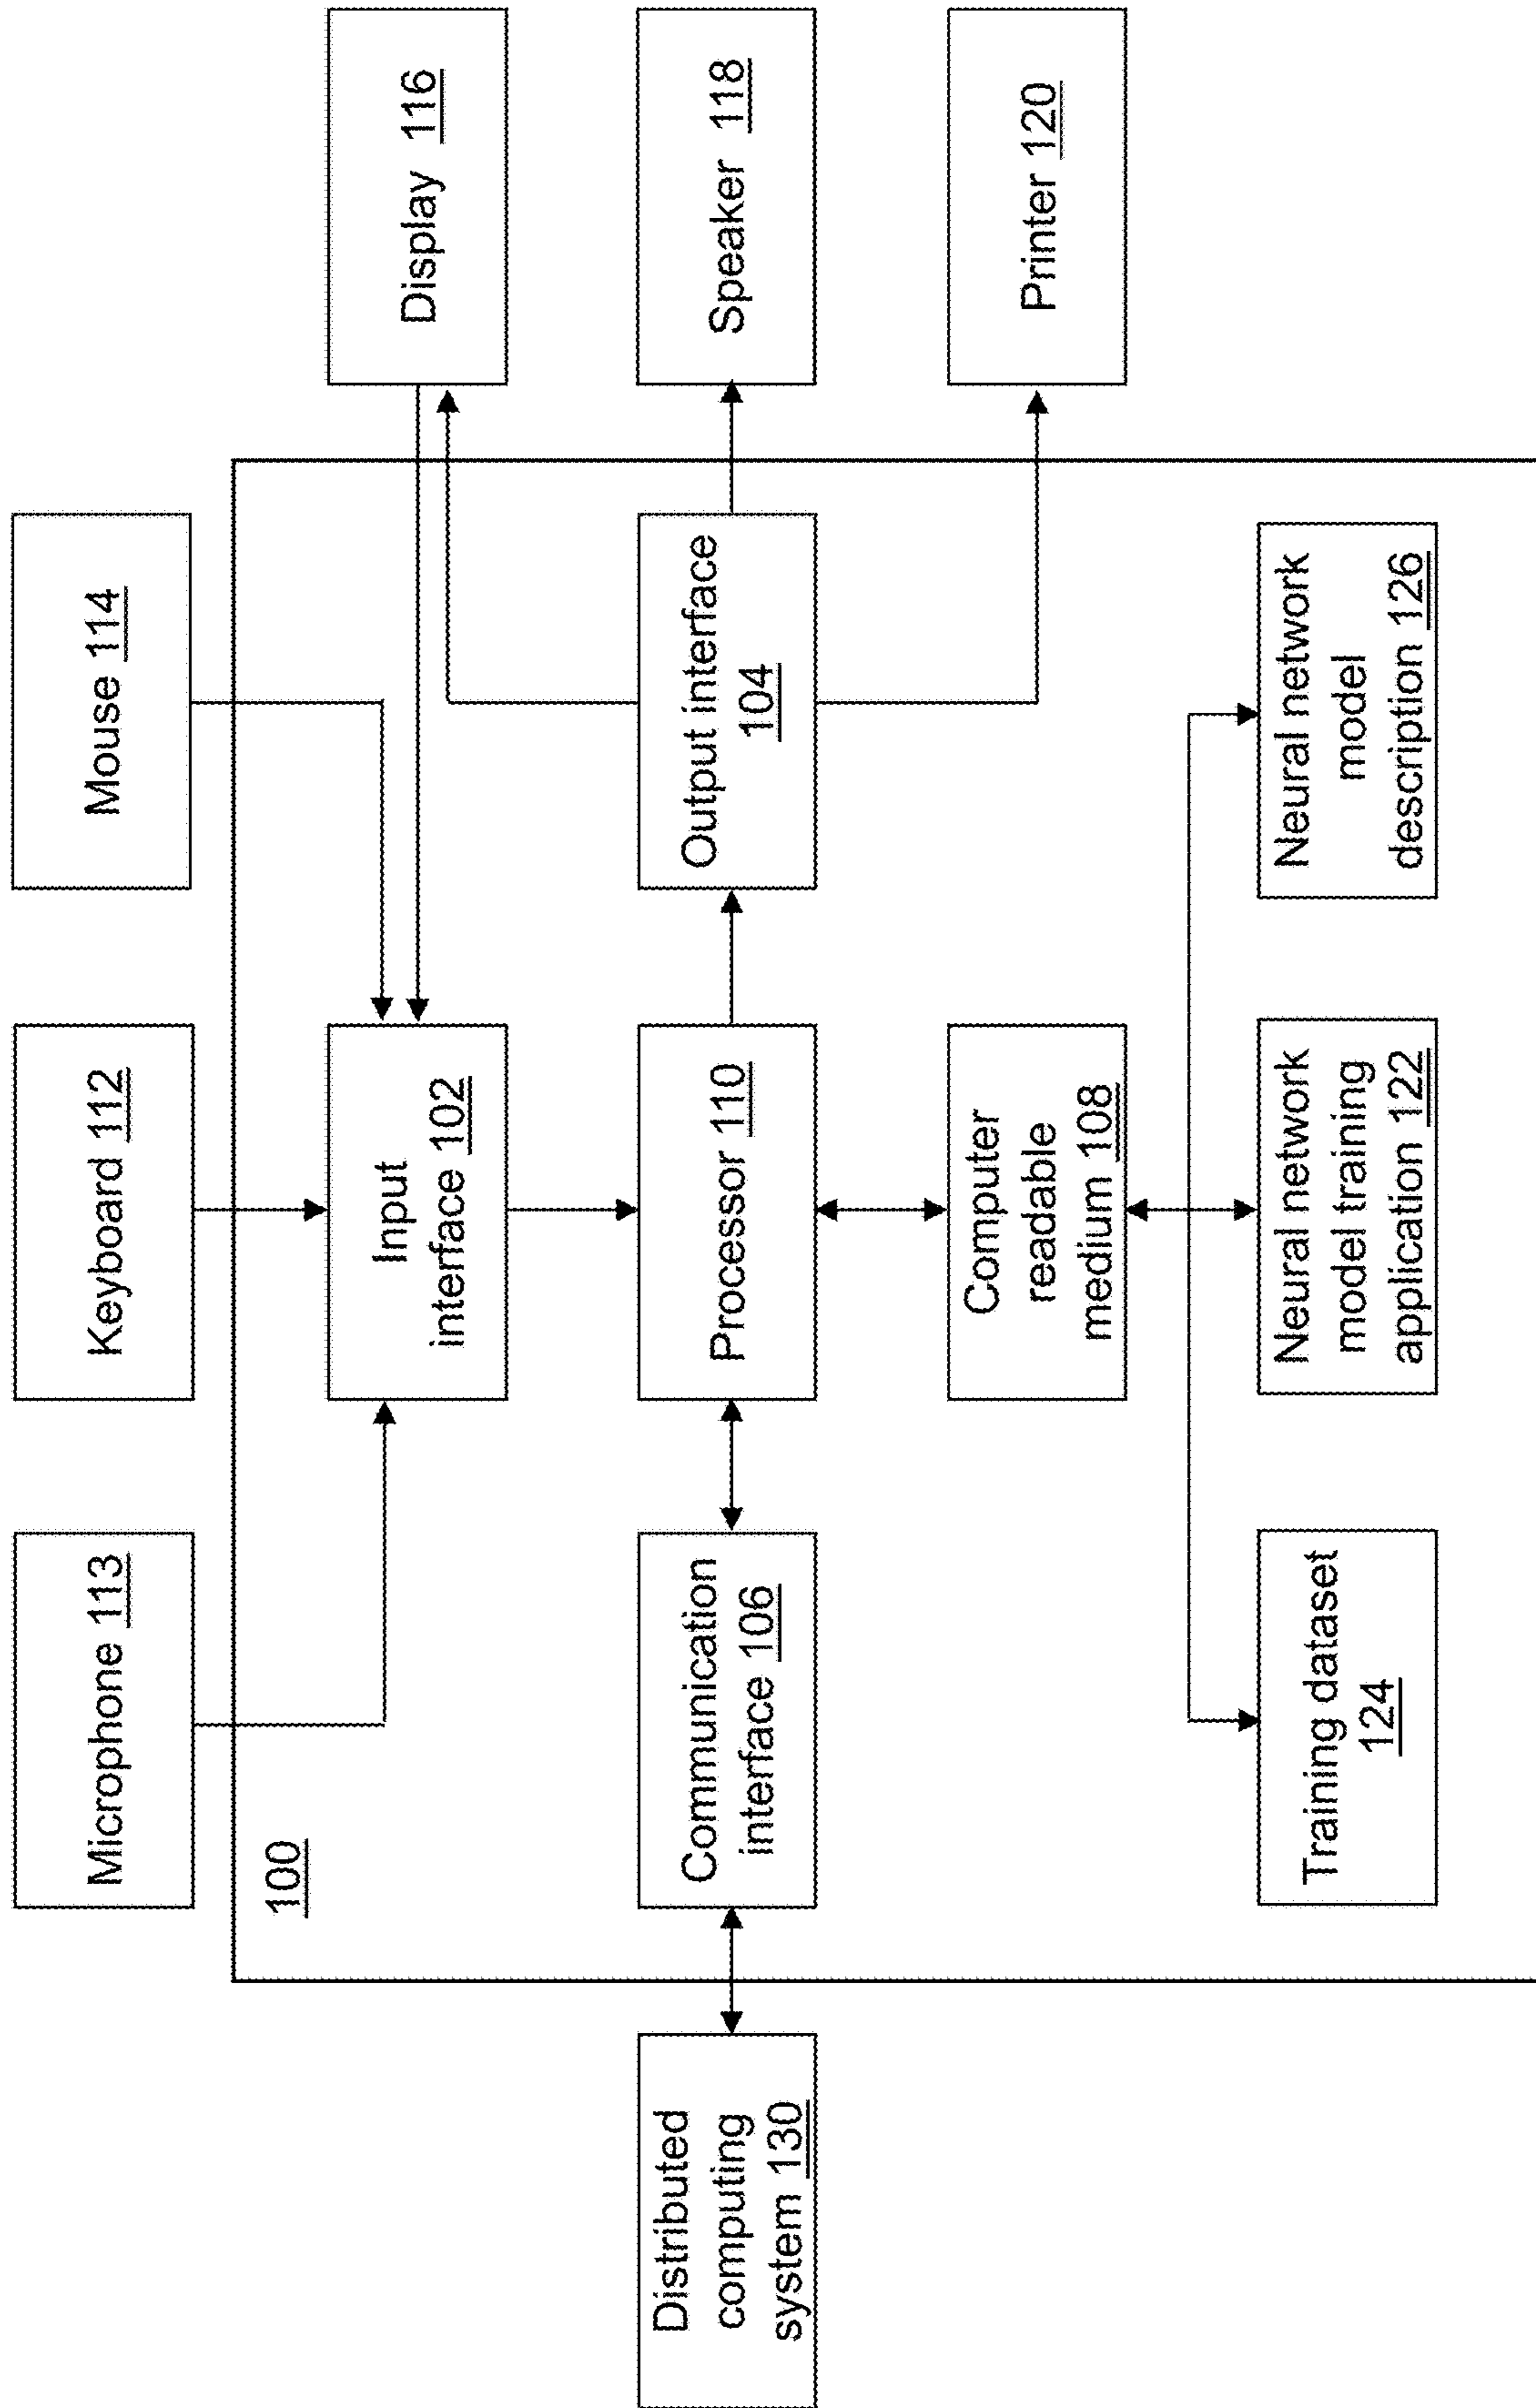 Microphone 113
Keyboard 112
Mouse 114
100
Input
interface 102
Display 116
Distributed
computing
system 130
Communication
interface 106
Processor 110
Output interface
104
Speaker 118
Computer
readable
medium 108
Printer 120
Training dataset
124
Neural network
model training
application 122
Neural network
model
description 126